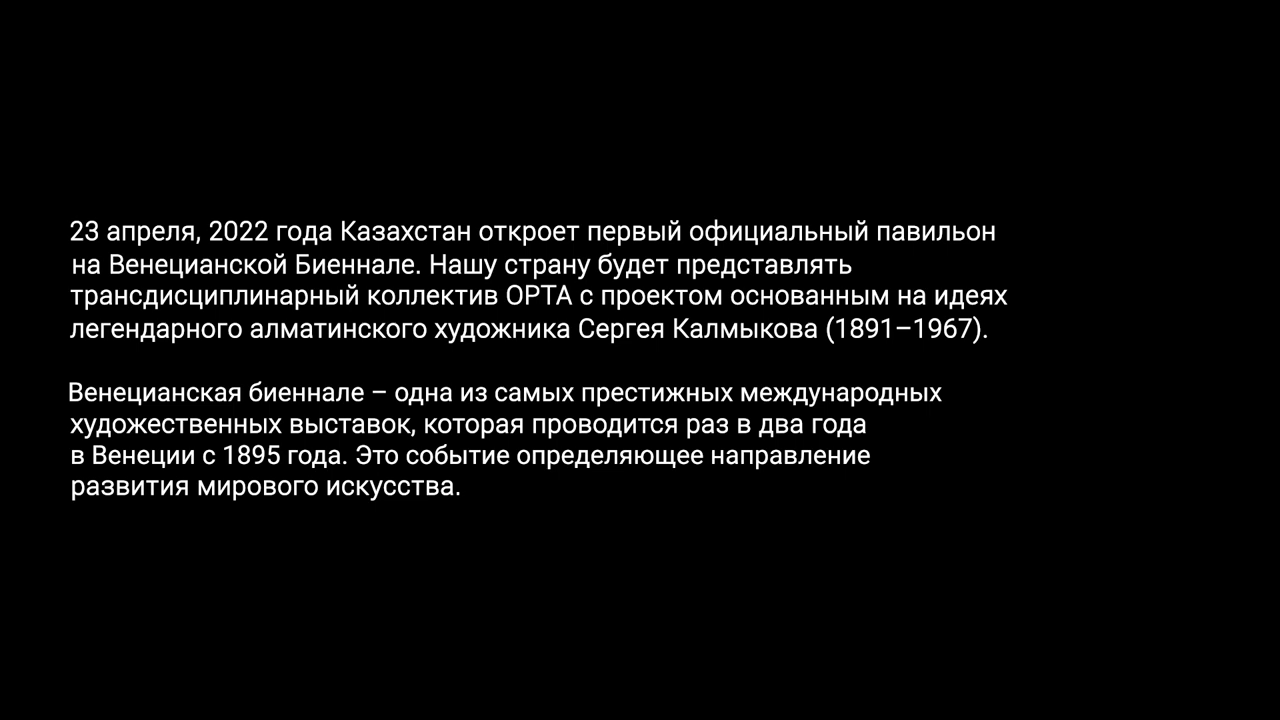 23 апреля, 2022 года Казахстан откроет первый официальный павильон
на Венецианской Биеннале. Нашу страну будет представлять
трансдисциплинарный коллектив ОРТА с проектом основанным на идеях
легендарного алматинского художника Сергея Калмыкова (1891–1967).
Венецианская биеннале – одна из самых престижных международных
художественных выставок, которая проводится раз в два года
в Венеции с 1895 года. Это событие определяющее направление
развития мирового искусства.